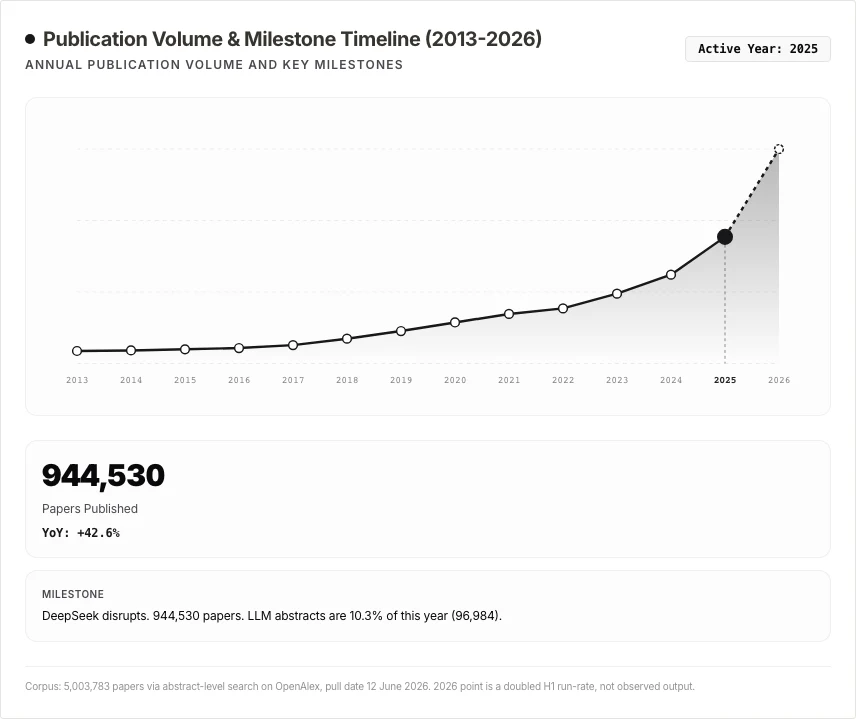 Publication Volume & Milestone Timeline (2013-2026)
ANNUAL PUBLICATION VOLUME AND KEY MILESTONES
Active Year: 2025
2013 2014 2015 2016 2017 2018 2019 2020 2021 2022 2023 2024 2025 2026
944,530
Papers Published
YoY: +42.6%
MILESTONE
DeepSeek disrupts. 944,530 papers. LLM abstracts are 10.3% of this year (96,984).
Corpus: 5,003,783 papers via abstract-level search on OpenAlex, pull date 12 June 2026. 2026 point is a doubled H1 run-rate, not observed output.